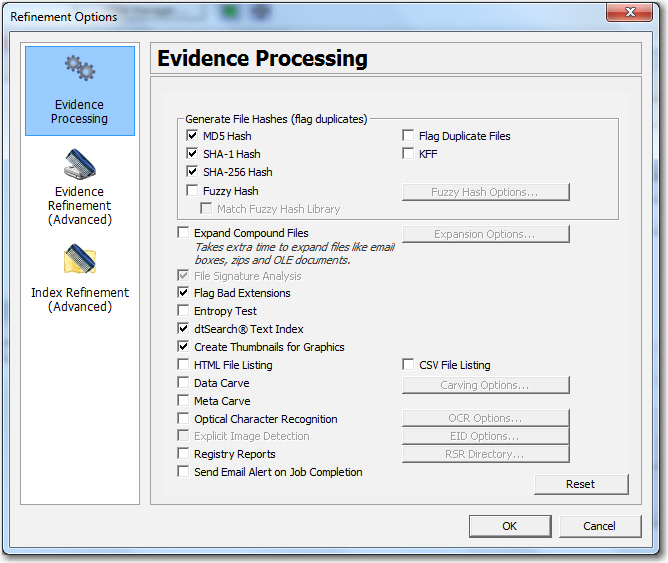 Refinement Options
Evidence Processing
Evidence
Processing
Evidence
Refinement
(Advanced)
Index Refinement
(Advanced)
Generate File Hashes (flag duplicates)
MD5 Hash
Flag Duplicate Files
SHA-1 Hash
KFF
SHA-256 Hash
Fuzzy Hash
Fuzzy Hash Options...
Match Fuzzy Hash Library
Expand Compound Files
Expansion Options...
Takes extra time to expand files like email
boxes, zips and OLE documents.
File Signature Analysis
Flag Bad Extensions
Entropy Test
dtSearch® Text Index
Create Thumbnails for Graphics
HTML File Listing
CSV File Listing
Data Carve
Carving Options...
Meta Carve
Optical Character Recognition
OCR Options...
Explicit Image Detection
EID Options...
Registry Reports
RSR Directory...
Send Email Alert on Job Completion
Reset
OK
Cancel